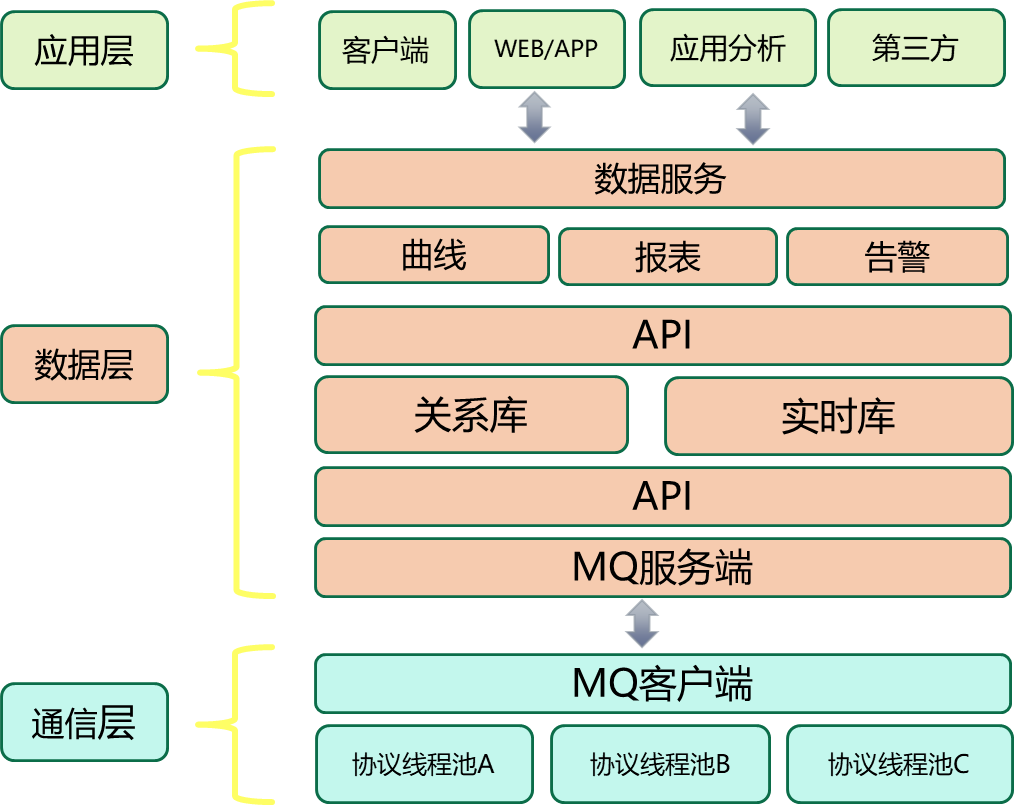 应用层
客户端
WEB/APP
应用分析
第三方
数据服务
曲线
报表
告警
数据层
API
关系库
实时库
API
MQ服务端
通信层
MQ客户端
协议线程池A
协议线程池B
协议线程池C